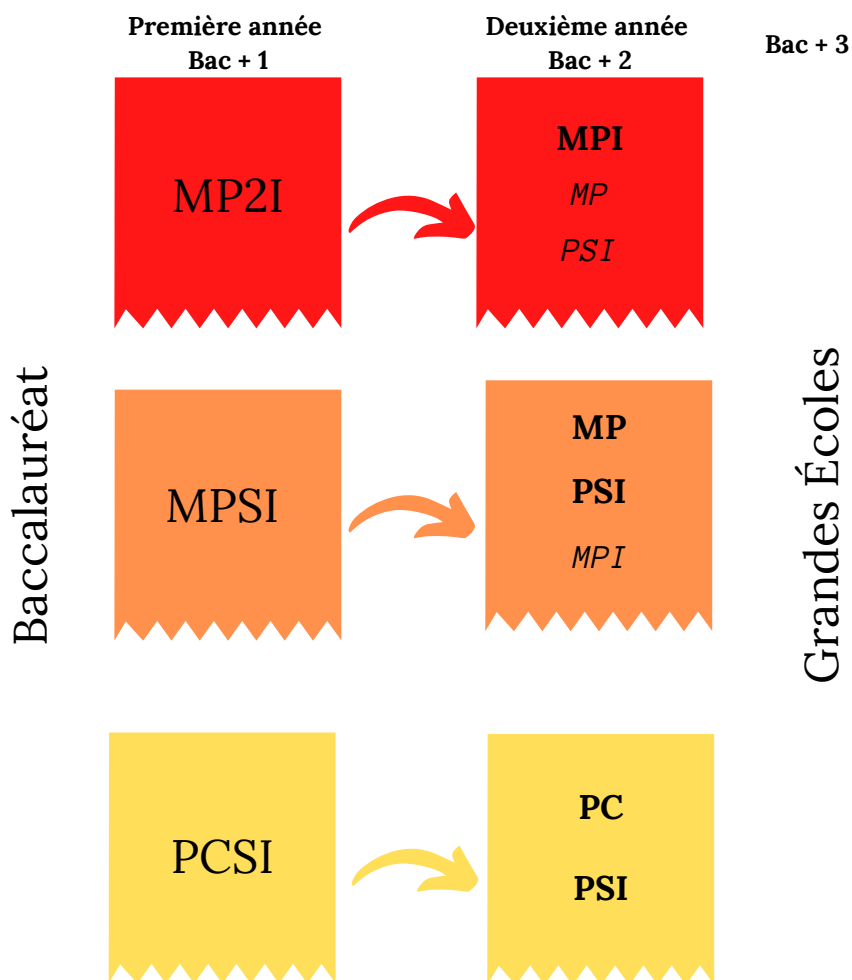 Première année
Bac + 1
Deuxième année
Bac + 2
Bac + 3
Baccalauréat
MP2I
MPI
MP
PSI
MPSI
MP
PSI
MPI
PCSI
PC
PSI
Grandes Écoles